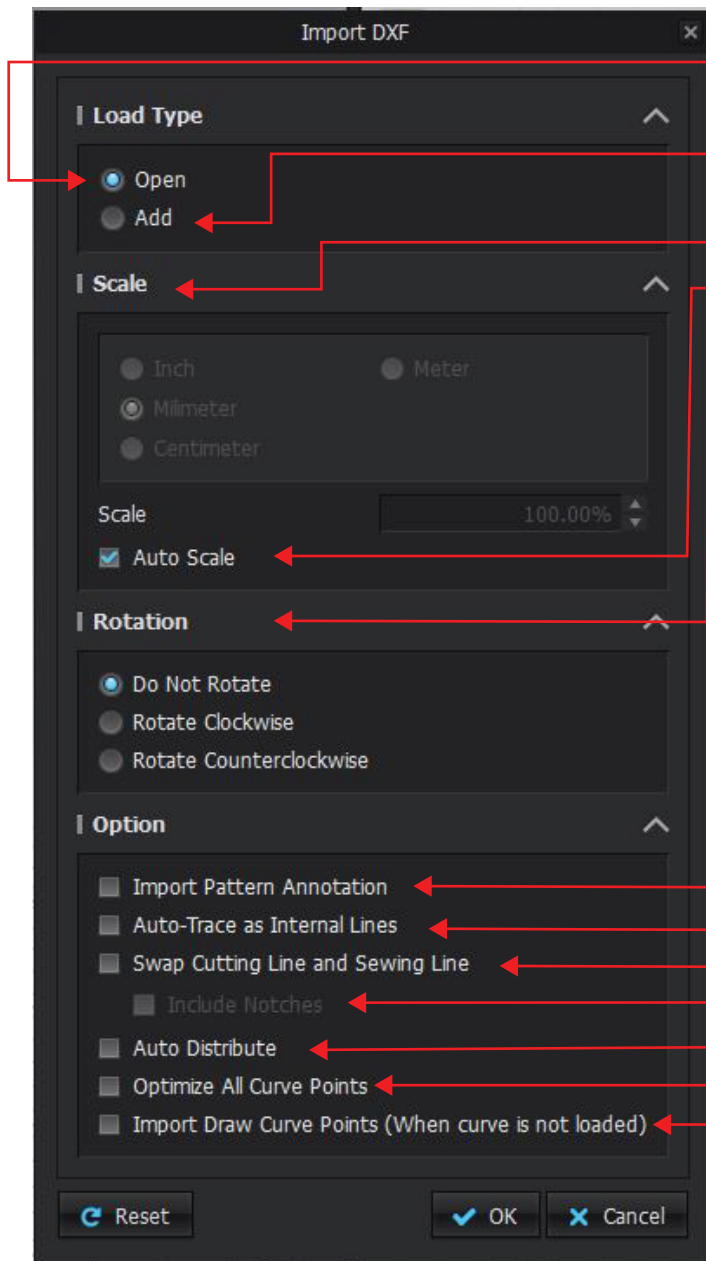 Import DXF
Load Type
Open
Add
Scale
Inch Meter
Milimeter
Centimeter
Scale 100.00%
Auto Scale
Rotation
Do Not Rotate
Rotate Clockwise
Rotate Counterclockwise
Option
Import Pattern Annotation
Auto-Trace as Internal Lines
Swap Cutting Line and Sewing Line
Include Notches
Auto Distribute
Optimize All Curve Points
Import Draw Curve Points (When curve is not loaded)
Reset OK Cancel